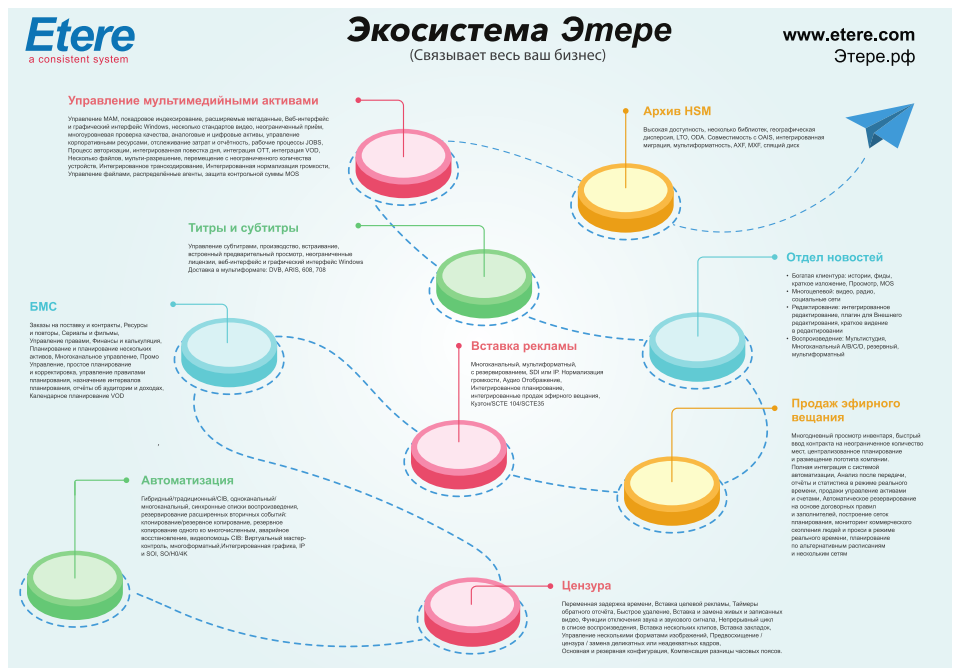 Etere
a consistent system
Экосистема Этере
(Связывает весь ваш бизнес)
www.etere.com
Этере.рф
Управление мультимедийными активами
Управление MAM, покадровое индексирование, расширяемые метаданные, Веб-интерфейс
и графический интерфейс Windows, несколько стандартов видео, неограниченный приём,
многоуровневая проверка качества, аналоговые и цифровые активы, управление
корпоративными ресурсами, отслеживание затрат и отчётность, рабочие процессы JOBS,
Процесс авторизации, интегрированная повестка дня, интеграция OTT, интеграция VOD,
Несколько файлов, мульти-разрешение, перемещение с неограниченного количества
устройств, Интегрированное транскодирование, Интегрированная нормализация громкости,
Управление файлами, распределённые агенты, защита контрольной суммы MOS
Архив HSM
Высокая доступность, несколько библиотек, географическая
дисперсия, LTO, ODA. Совместимость с OAIS, интегрированная
миграция, мультиформатность, AXF, MXF, спящий диск
Титры и субтитры
Управление субтитрами, производство, встраивание,
встроенный предварительный просмотр, неограниченные
лицензии, веб-интерфейс и графический интерфейс Windows
Доставка в мультиформате: DVB, ARIS, 608, 708
Отдел новостей
• Богатая клиентура: истории, фиды,
краткое изложение, Просмотр, MOS
• Многоцелевой: видео, радио,
социальные сети
• Редактирование: интегрированное
редактирование, плагин для Внешнего
редактирования, краткое видение
в редактировании
• Воспроизведение: Мультистудия,
Многоканальный A/B/C/D, резервный,
мультиформатный
БМС
Заказы на поставку и контракты, Ресурсы
и повторы, Сериалы и фильмы,
Управление правами, Финансы и калькуляция,
Планирование и планирование нескольких
активов, Многоканальное управление, Промо
Управление, простое планирование
и корректировка, управление правилами
планирования, назначение интервалов
планирования, отчёты об аудитории и доходах,
Календарное планирование VOD
Вставка рекламы
Многоканальный, мультиформатный,
с резервированием, SDI или IP. Нормализация
громкости, Аудио Отображение,
Интегрированное планирование,
интегрированные продаж эфирного вещания,
Куэтон/SCTE 104/SCTE35
Продаж эфирного
вещания
Многодневный просмотр инвентаря, быстрый
ввод контракта на неограниченное количество
мест, централизованное планирование
и размещение логотипа компании.
Полная интеграция с системой
автоматизации, Анализ после передачи,
отчёты и статистика в режиме реального
времени, продажи управления активами
и счетами, Автоматическое резервирование
на основе договорных правил
и заполнителей, построение сеток
планирования, мониторинг коммерческого
скопления людей и прокси в режиме
реального времени, планирование
по альтернативным расписаниям
и нескольким сетям
Автоматизация
Гибридный/традиционный/CIB, одноканальный/
многоканальный, синхронные списки воспроизведения,
резервирование расширенных вторичных событий:
клонирование/резервное копирование, резервное
копирование одного ко многочисленным, аварийное
восстановление, видеопомощь CIB: Виртуальный мастер-
контроль, многоформатный,Интегрированная графика, IP
и SOI, SO/H0/4K
Цензура
Переменная задержка времени, Вставка целевой рекламы, Таймеры
обратного отсчёта, Быстрое удаление, Вставка и замена живых и записанных
видео, Функции отключения звука и звукового сигнала, Непрерывный цикл
в списке воспроизведения, Вставка нескольких клипов, Вставка закладок,
Управление несколькими форматами изображений, Предвосхищение /
цензура / замена деликатных или неадекватных кадров,
Основная и резервная конфигурация, Компенсация разницы часовых поясов.